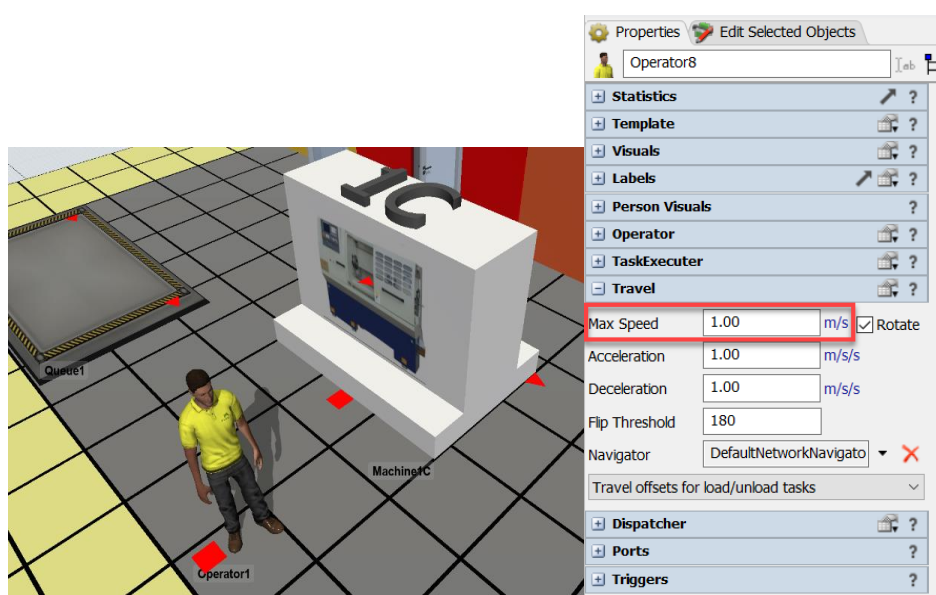 Properties
Edit Selected Objects
Operator8
Statistics
?
Template
?
Visuals
?
Labels
?
Person Visuals
?
Operator
?
TaskExecuter
?
Travel
?
Max Speed 1.00 m/s Rotate
Acceleration 1.00 m/s/s
Deceleration 1.00 m/s/s
Flip Threshold 180
Navigator DefaultNetworkNavigato
Travel offsets for load/unload tasks
Dispatcher
?
Ports
?
Triggers
?
1C
Queue1
Machine1C
Operator1